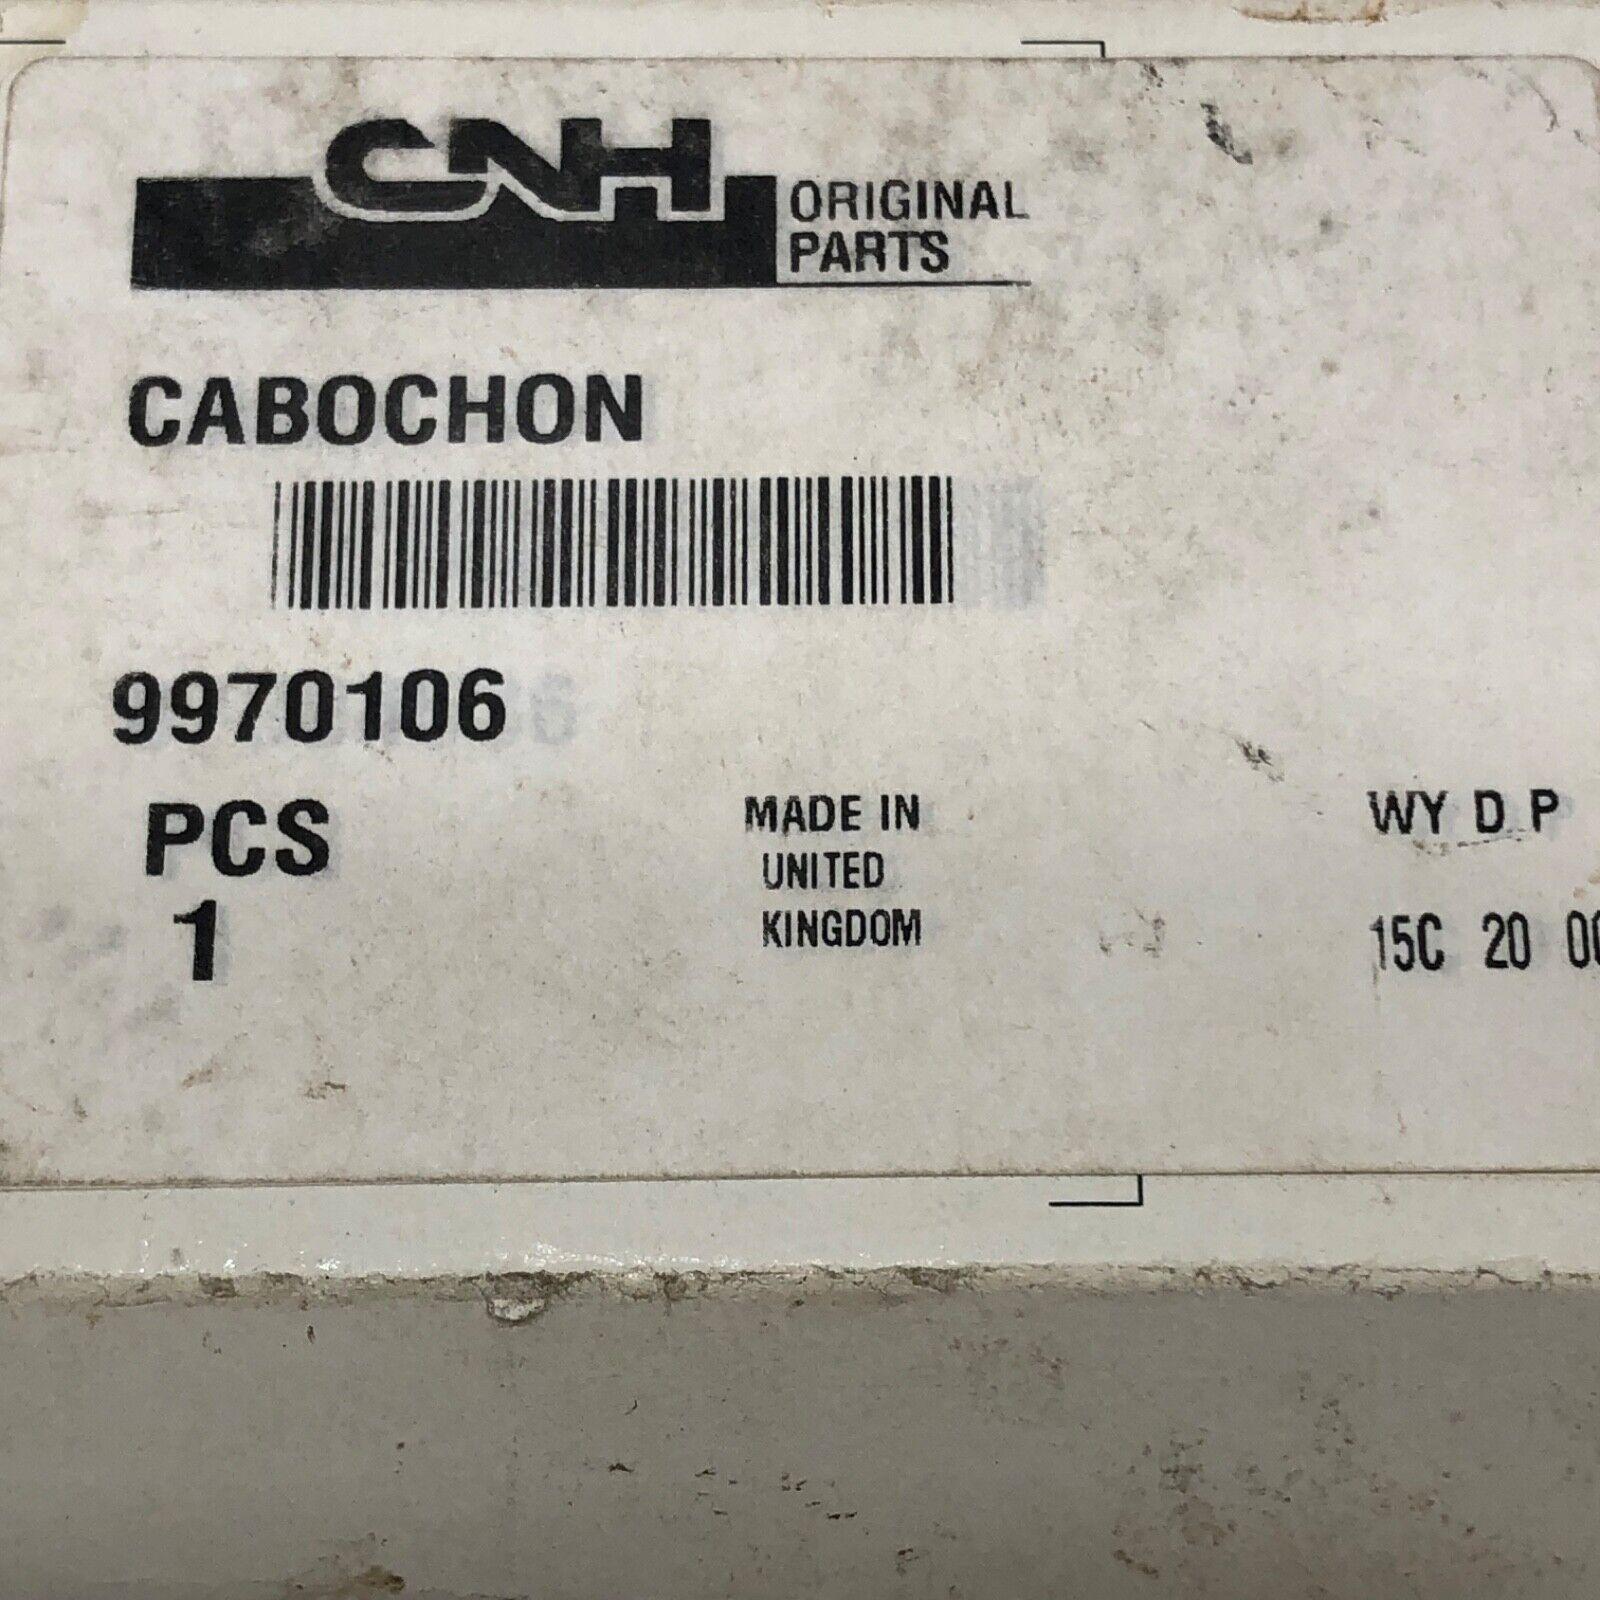 CNH ORIGINAL
PARTS
CABOCHON
9970106
PCS
1
MADE IN
UNITED
KINGDOM
WY D P
15C 20